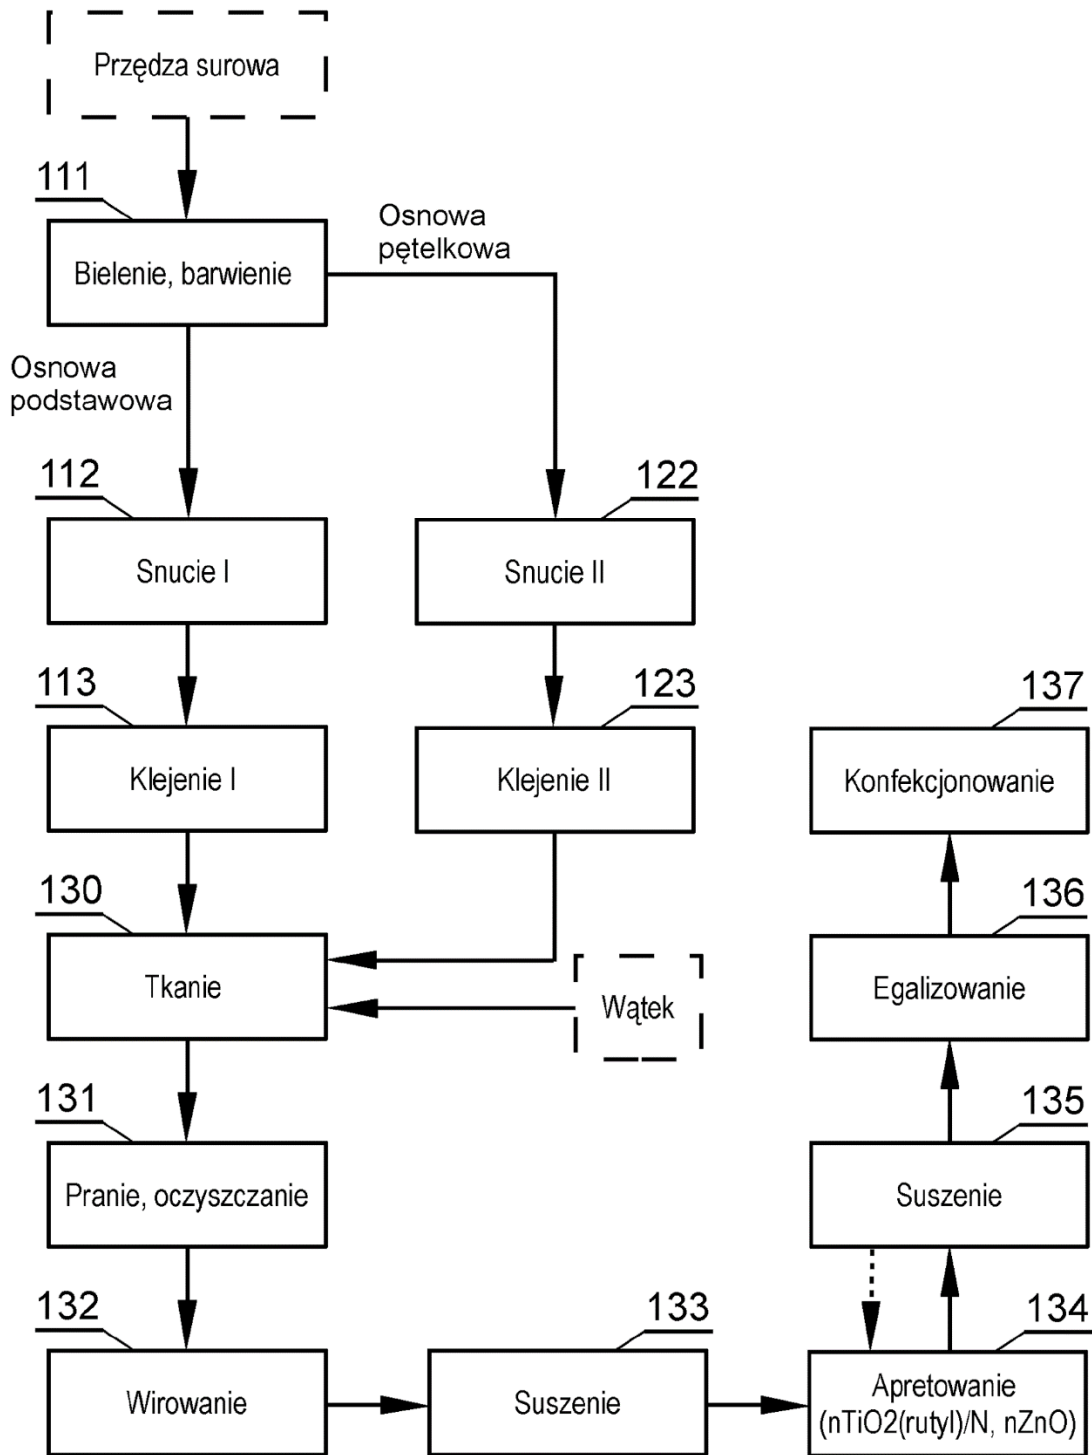 Przędza surowa
111
Bielenie, barwienie
Osnowa
pętelkowa
Osnowa
podstawowa
112
Snucie I
122
Snucie II
113
Klejenie I
123
Klejenie II
130
Tkanie
Wątek
131
Pranie, oczyszczanie
132
Wirowanie
133
Suszenie
134
Apretowanie
(nTiO2(rutyl)/N, nZnO)
135
Suszenie
136
Egalizowanie
137
Konfekcjonowanie